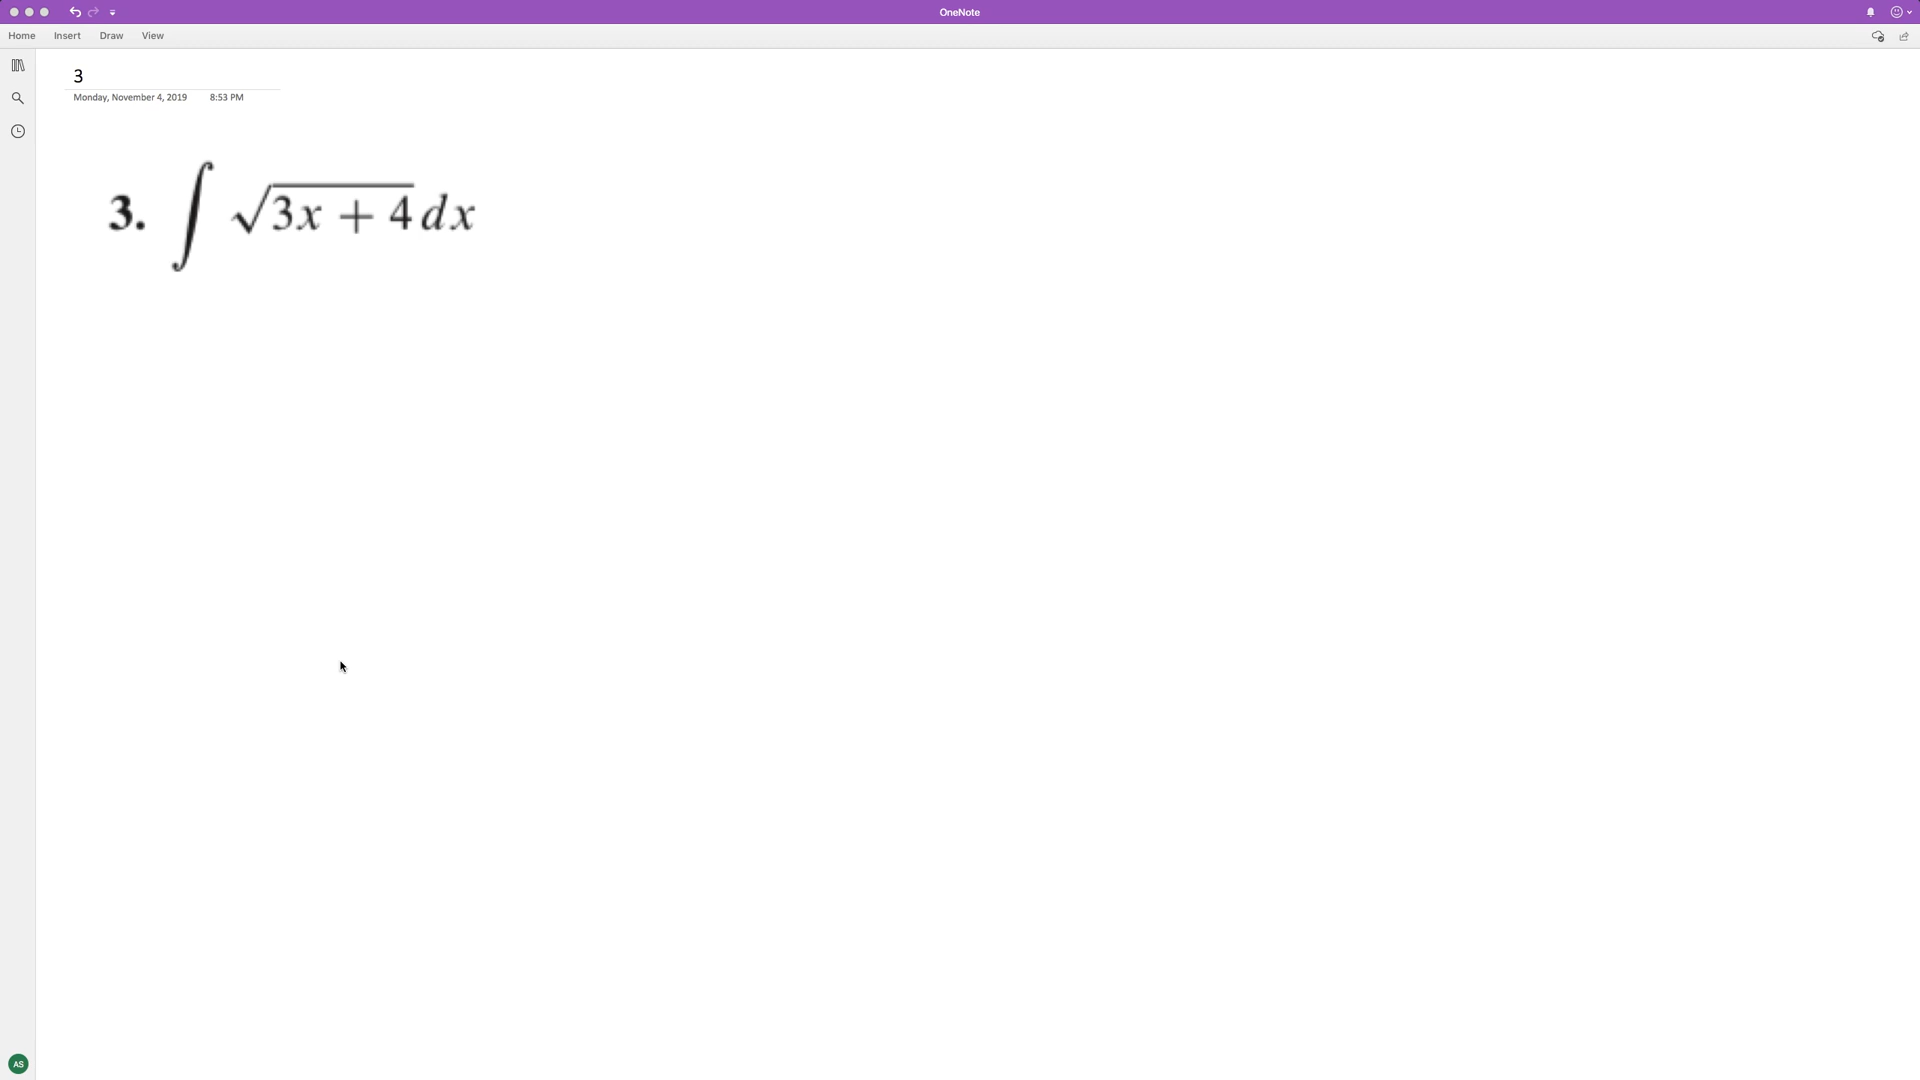 OneNote
Home Insert Draw View
3
Monday, November 4, 2019 8:53 PM
3. ∫ √3x + 4 dx
AS